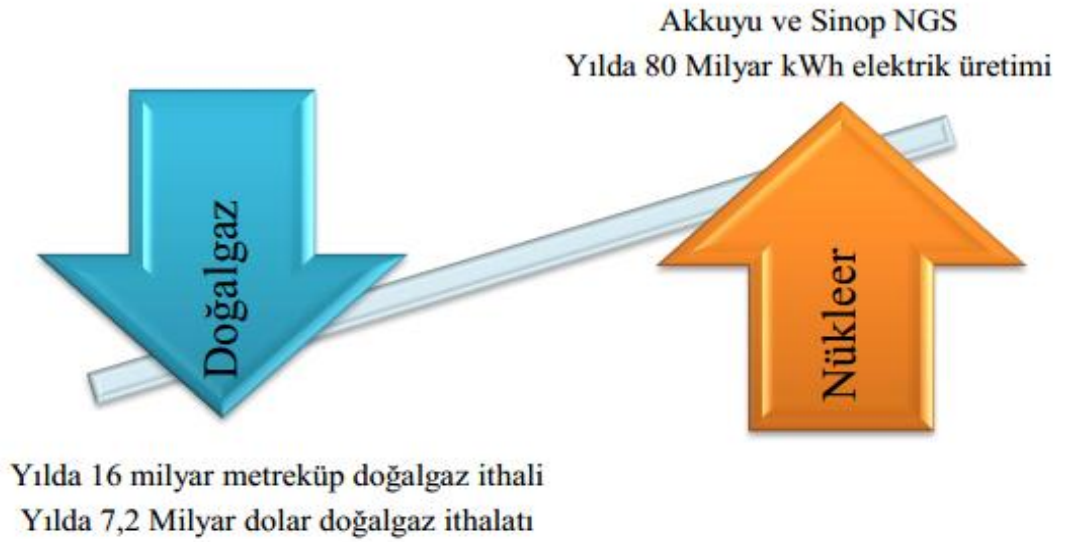 Akkuyu ve Sinop NGS
Yılda 80 Milyar kWh elektrik üretimi
Doğalgaz
Nükleer
Yılda 16 milyar metreküp doğalgaz ithali
Yılda 7,2 Milyar dolar doğalgaz ithalatı